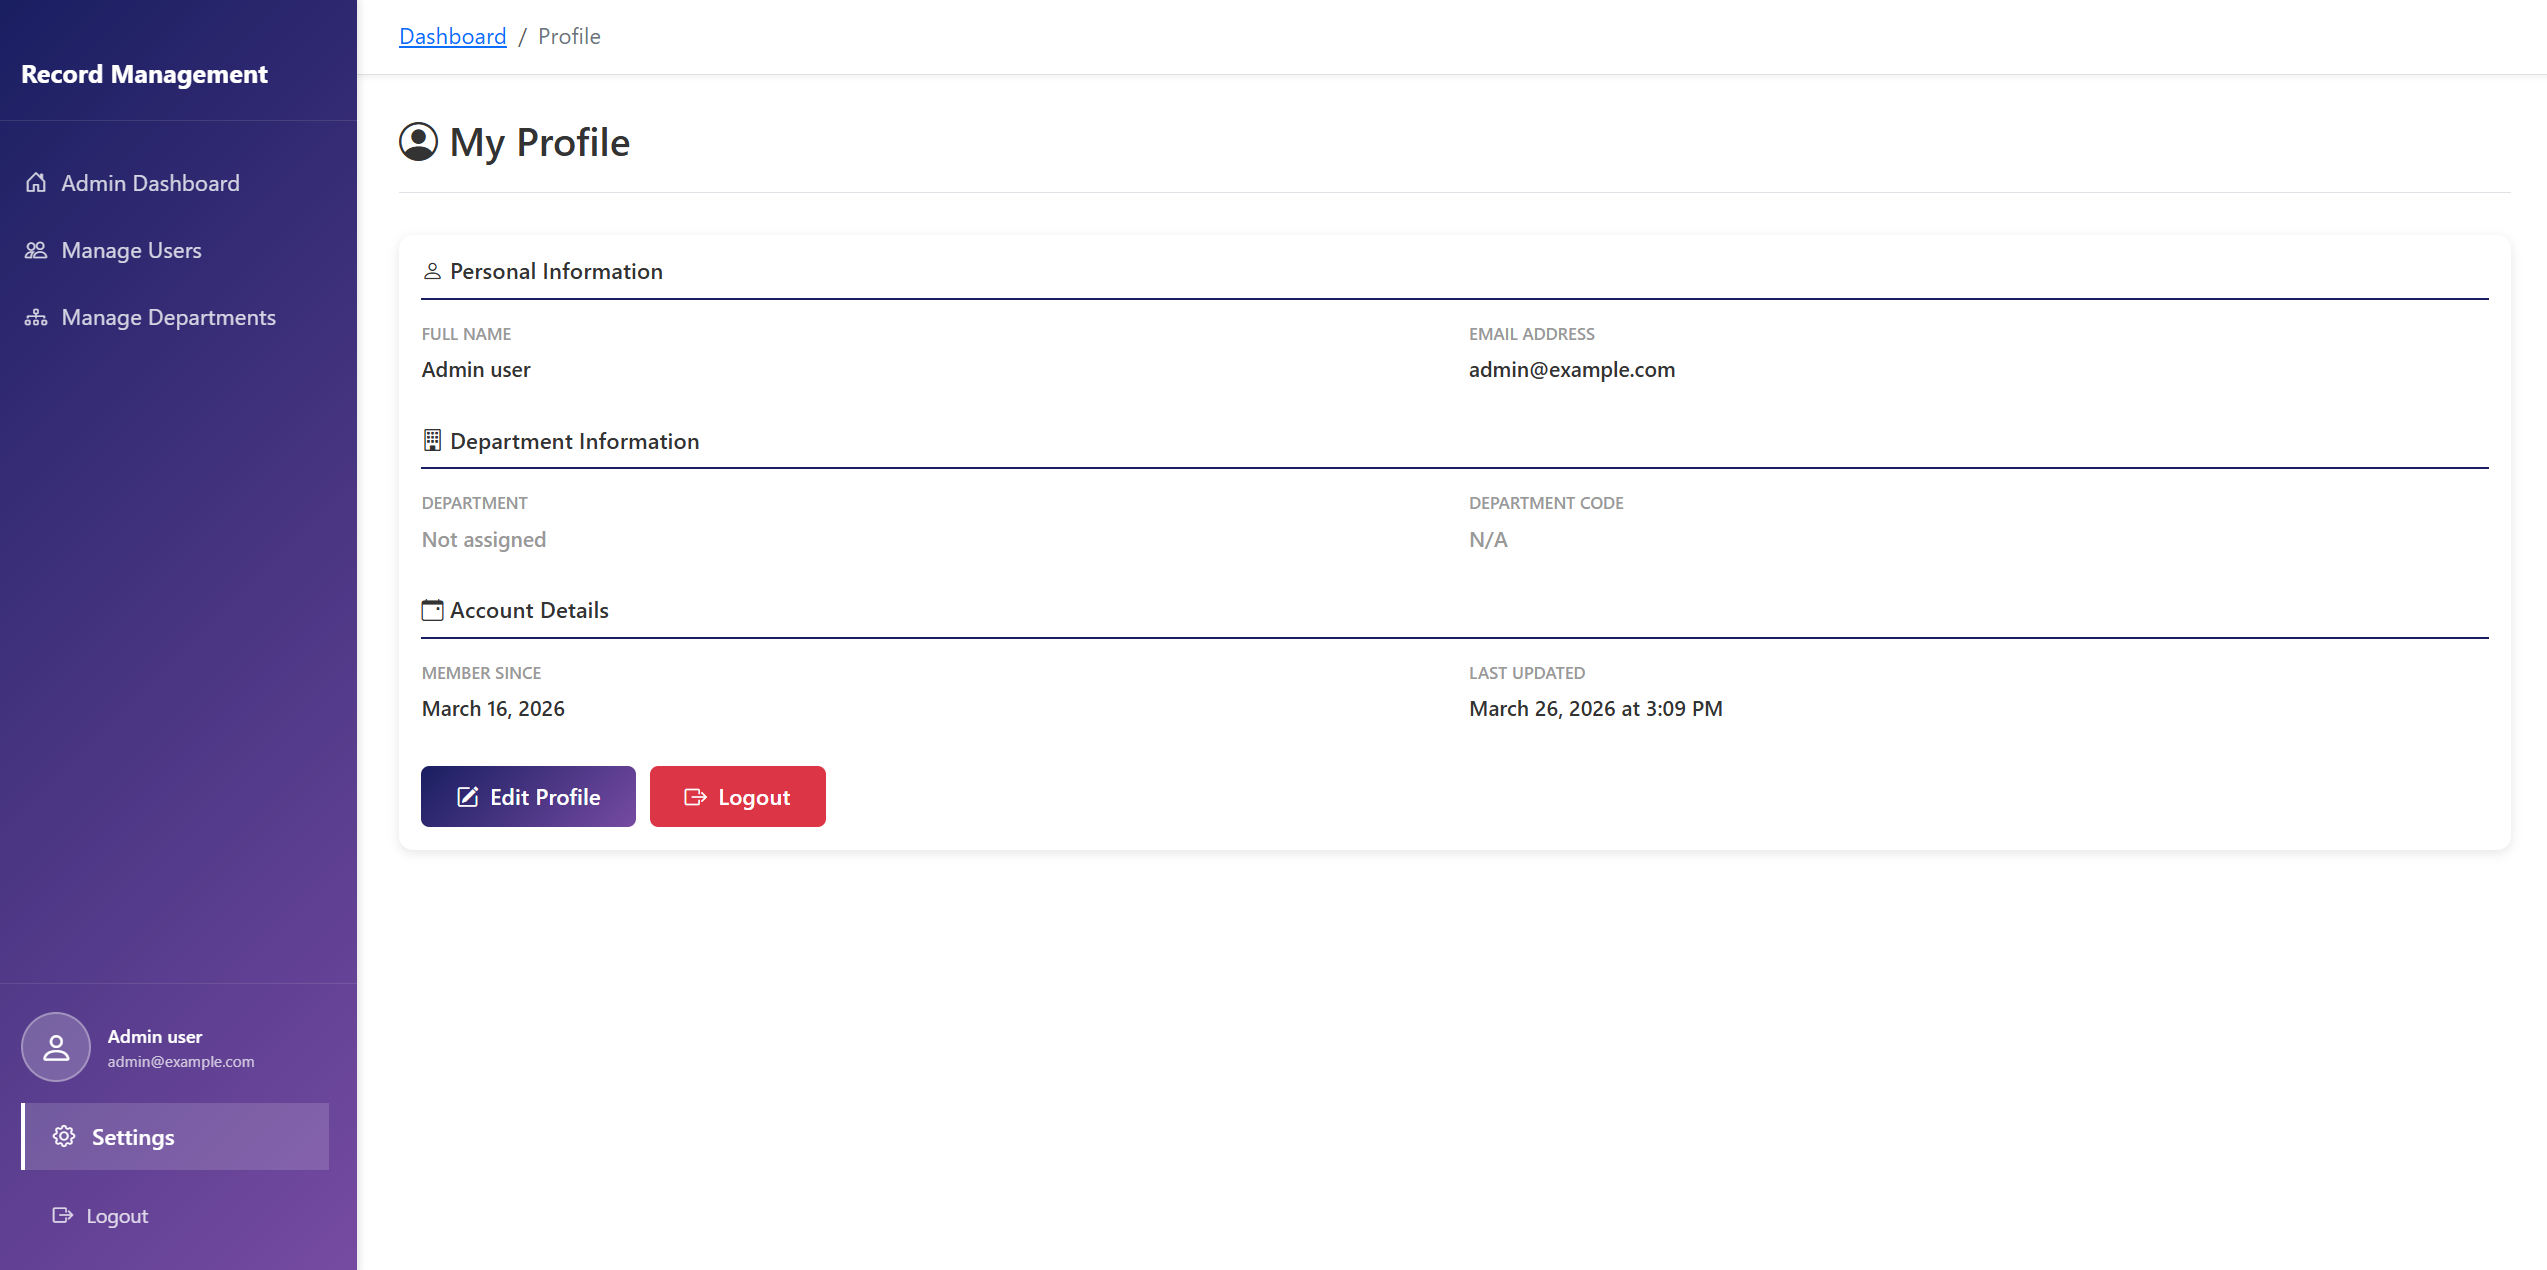 Record Management
Admin Dashboard
Manage Users
Manage Departments
Admin user
admin@example.com
Settings
Logout
Dashboard / Profile
My Profile
Personal Information
FULL NAME
Admin user
EMAIL ADDRESS
admin@example.com
Department Information
DEPARTMENT
Not assigned
DEPARTMENT CODE
N/A
Account Details
MEMBER SINCE
March 16, 2026
LAST UPDATED
March 26, 2026 at 3:09 PM
Edit Profile
Logout